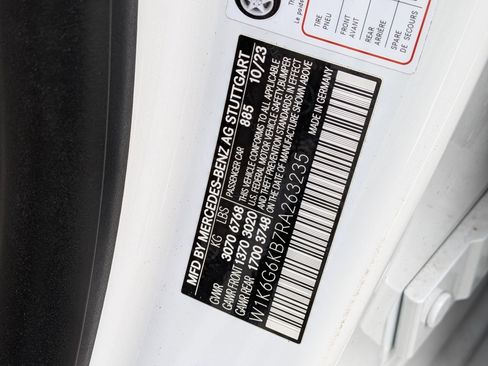 TIRE
PNEU
FRONT
AVANT
REAR
ARRIÈRE
SPARE
DE SECOURS
MFD BY MERCEDES-BENZ AG STUTTGART
885 10/23
KG LBS PASSENGER CAR
GVWR 3070 6768
GAWR FRONT 1370 3020
GAWR REAR 1700 3748
THIS VEHICLE CONFORMS TO ALL APPLICABLE
U.S. FEDERAL MOTOR VEHICLE SAFETY, BUMPER
AND THEFT PREVENTION STANDARDS IN EFFECT
ON THE DATE OF MANUFACTURE SHOWN ABOVE
MADE IN GERMANY
W1K6G6KB7RA263235